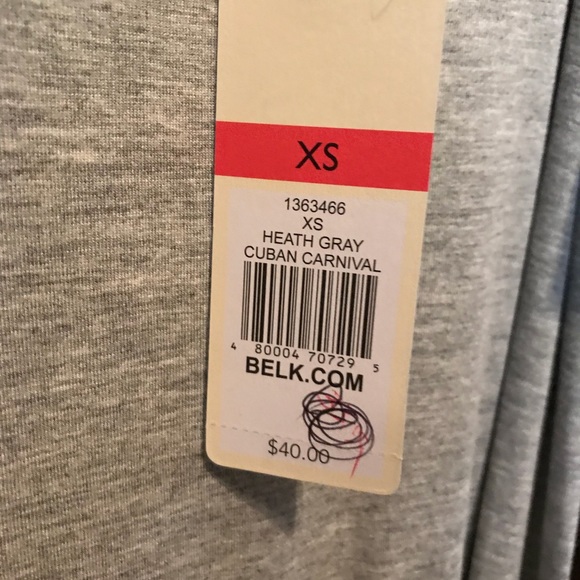 XS
1363466
XS
HEATH GRAY
CUBAN CARNIVAL
4 80004 70729 5
BELK.COM
$40.00